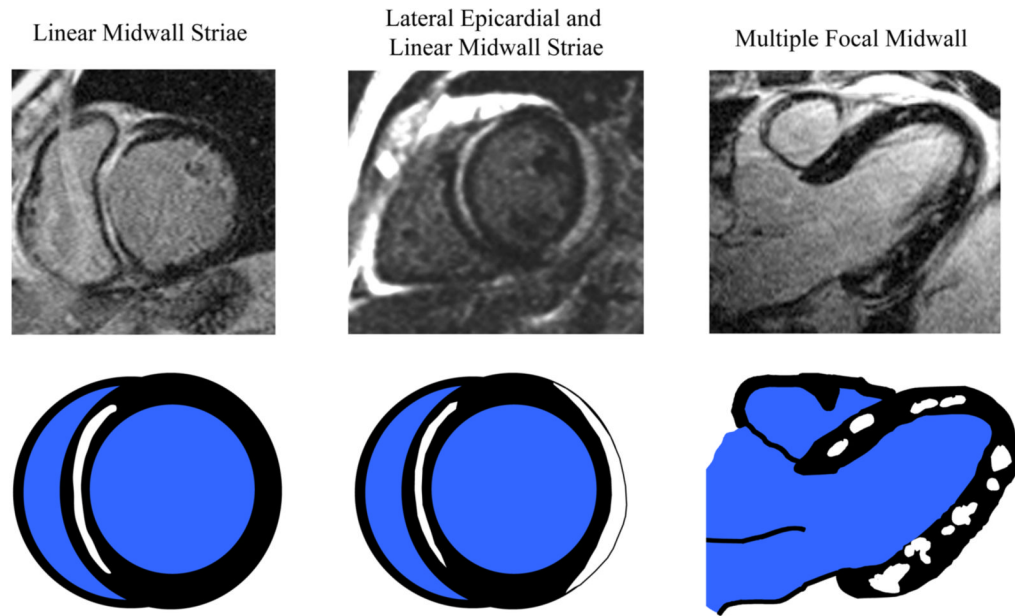 Linear Midwall Striae
Lateral Epicardial and
Linear Midwall Striae
Multiple Focal Midwall